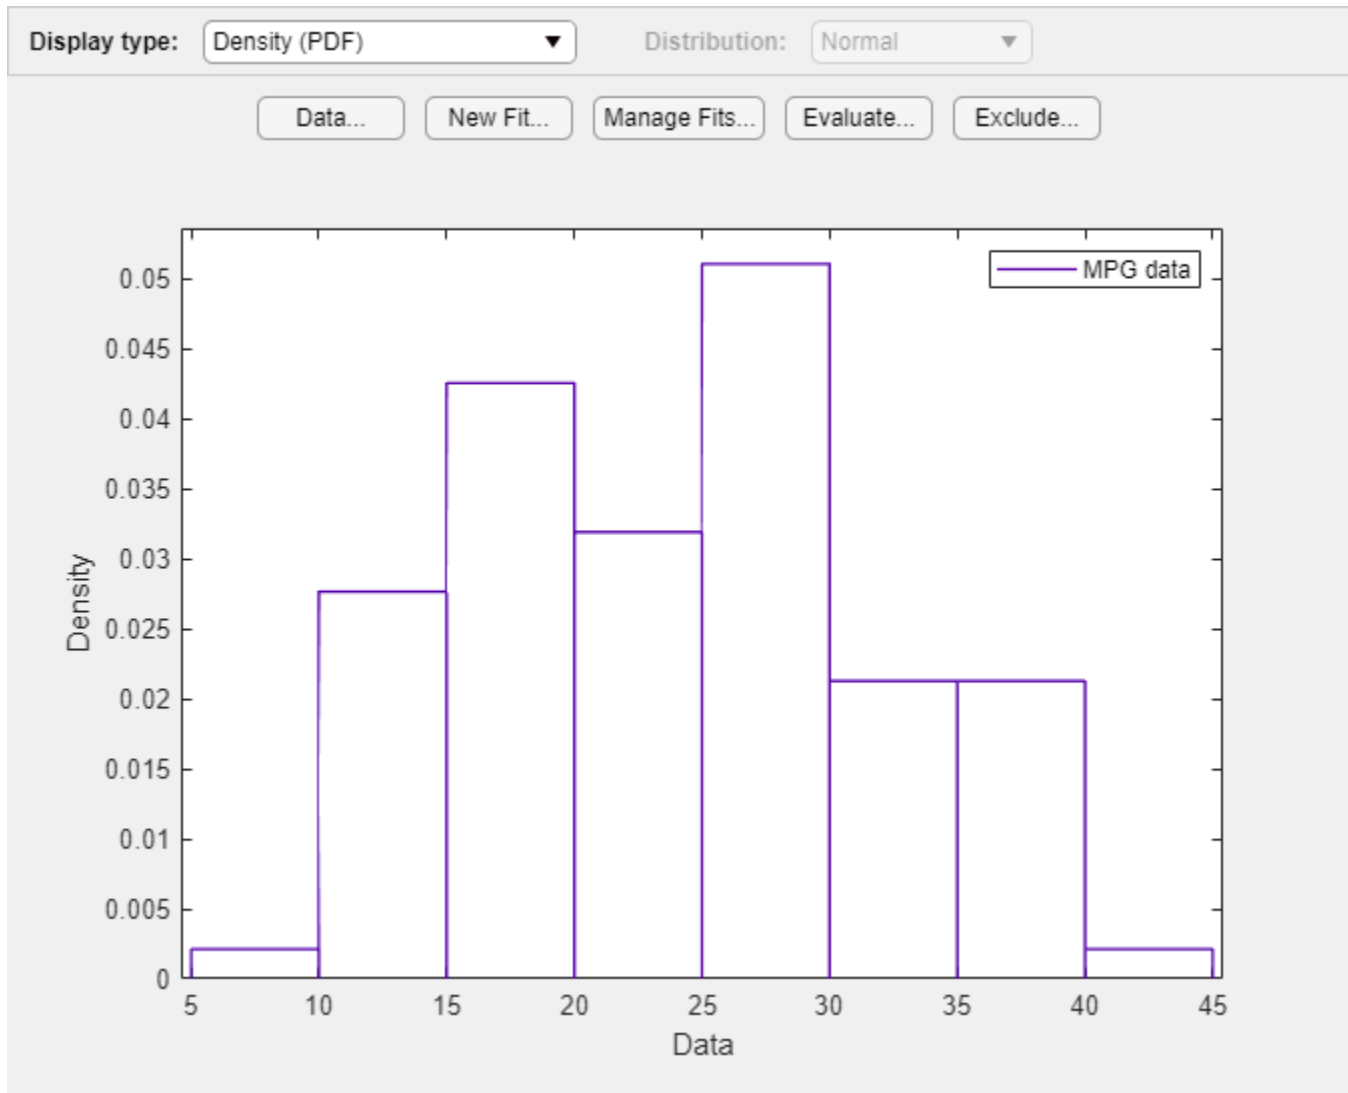 Display type: Density (PDF) Distribution: Normal
Data... New Fit... Manage Fits... Evaluate... Exclude...
MPG data
0.05
0.045
0.04
0.035
0.03
0.025
0.02
0.015
0.01
0.005
0
Density
5 10 15 20 25 30 35 40 45
Data